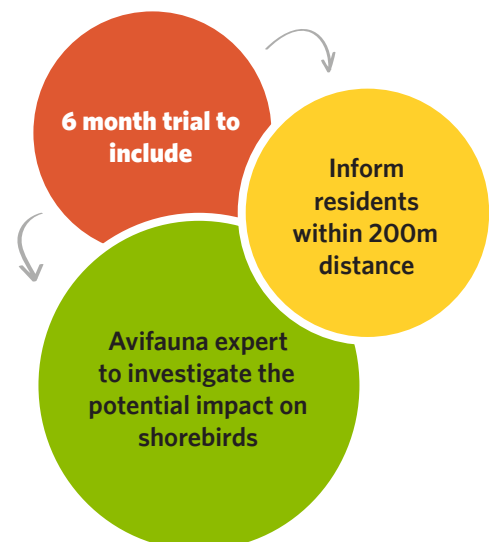 6 month trial to
include
Inform
residents
within 200m
distance
Avifauna expert
to investigate the
potential impact on
shorebirds